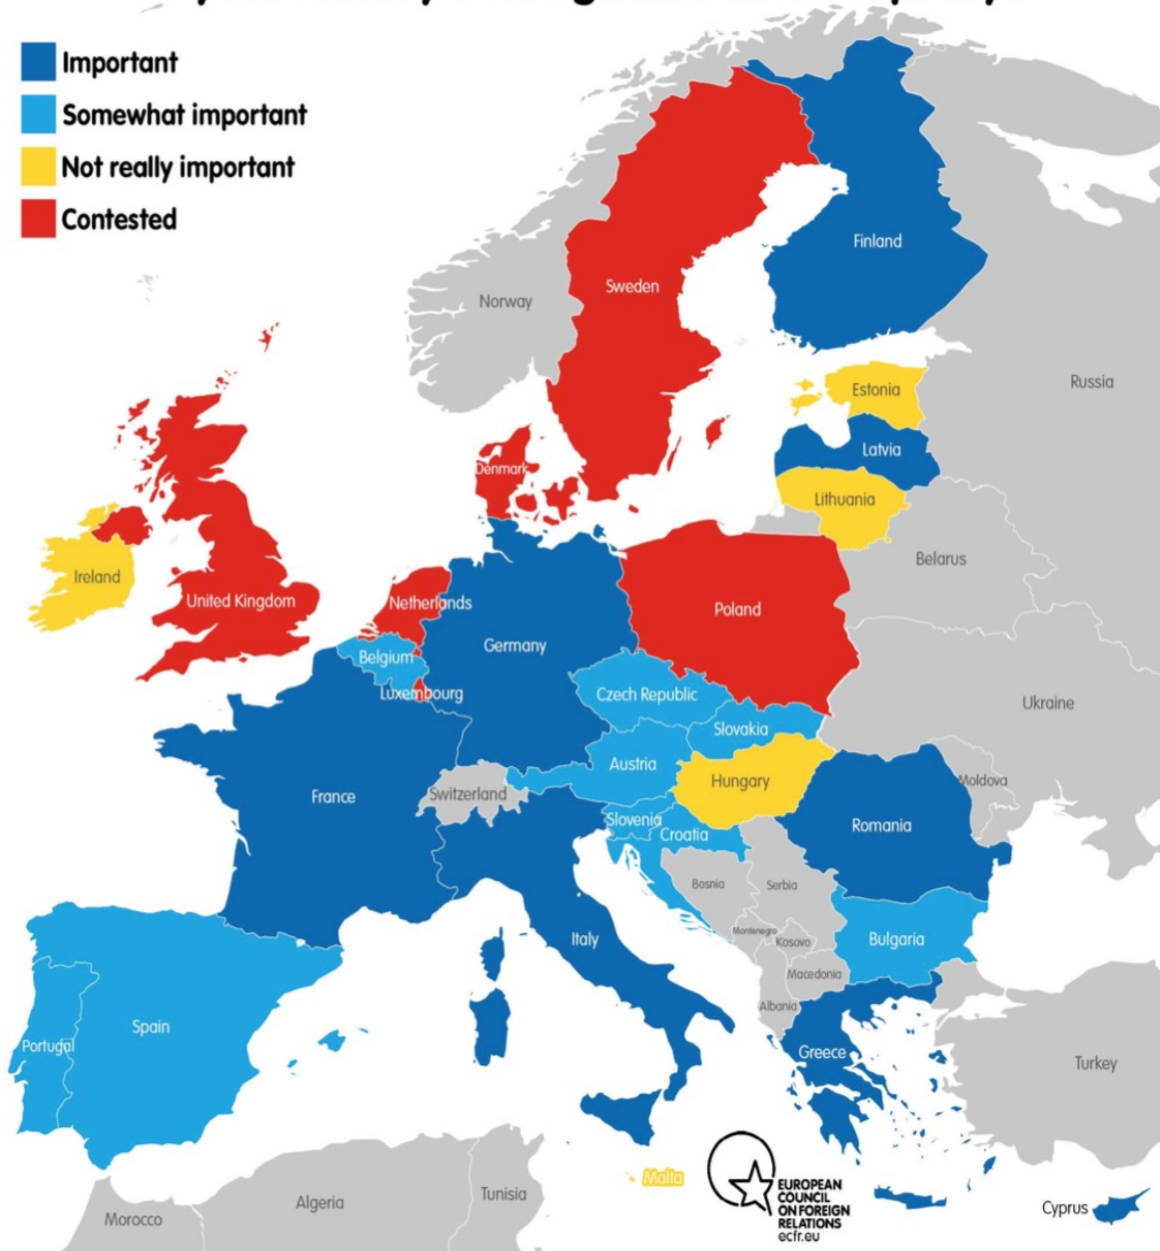 Important
Somewhat important
Not really important
Contested
Finland
Norway
Sweden
Russia
Estonia
Latvia
Denmark
Lithuania
Belarus
Ireland
United Kingdom
Netherlands
Poland
Germany
Belgium
Luxembourg
Czech Republic
Ukraine
Slovakia
Austria
Hungary
Moldova
France
Switzerland
Slovenia
Croatia
Romania
Bosnia
Serbia
Montenegro
Kosovo
Italy
Bulgaria
Macedonia
Albania
Spain
Portugal
Greece
Turkey
Malta
EUROPEAN
COUNCIL
ON FOREIGN
RELATIONS
ecfr.eu
Tunisia
Algeria
Morocco
Cyprus